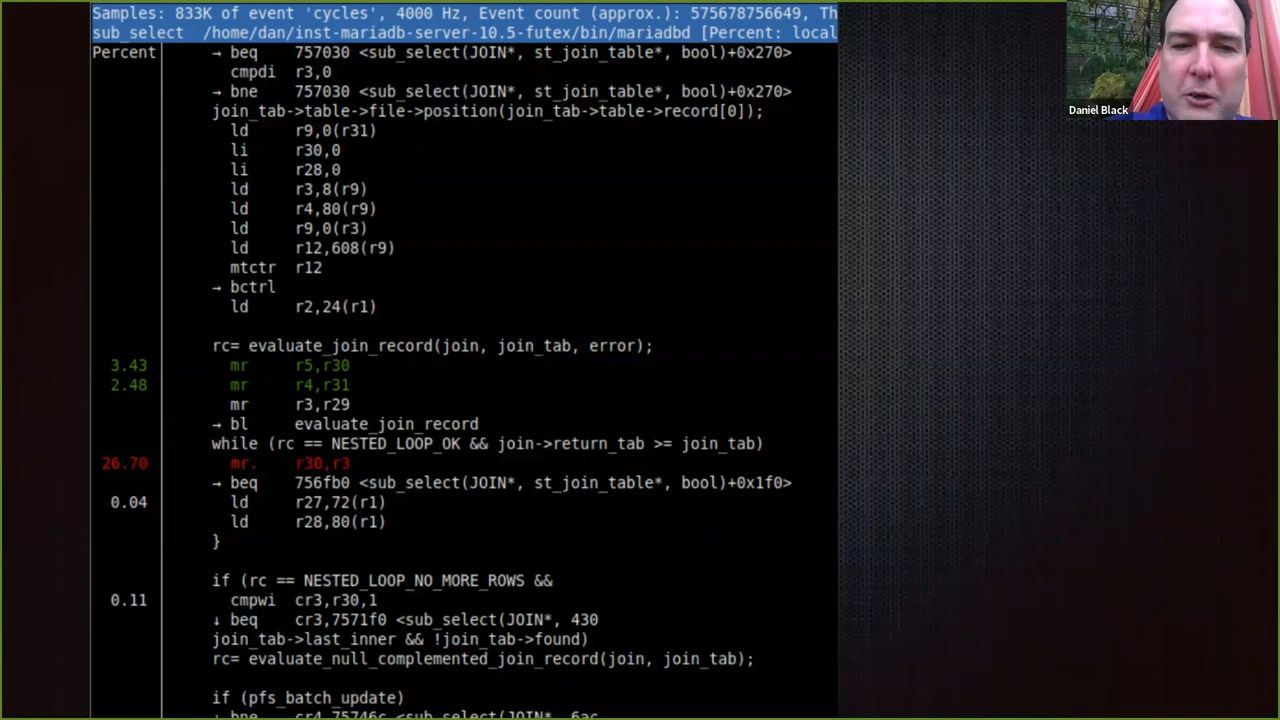 Samples: 833K of event 'cycles', 4000 Hz, Event count (approx.): 575678756649, Th
sub_select  /home/dan/inst-mariadb-server-10.5-futex/bin/mariadbd [Percent: local
Percent → beq 757030 <sub_select(JOIN*, st_join_table*, bool)+0x270>
cmpdi r3,0
→ bne 757030 <sub_select(JOIN*, st_join_table*, bool)+0x270>
join_tab->table->file->position(join_tab->table->record[0]);
ld r9,0(r31)
li r30,0
li r28,0
ld r3,8(r9)
ld r4,80(r9)
ld r9,0(r3)
ld r12,608(r9)
mtctr r12
→ bctrl
ld r2,24(r1)
rc= evaluate_join_record(join, join_tab, error);
3.43 mr r5,r30
2.48 mr r4,r31
mr r3,r29
→ bl evaluate_join_record
while (rc == NESTED_LOOP_OK && join->return_tab >= join_tab)
26.70 mr. r30,r3
→ beq 756fb0 <sub_select(JOIN*, st_join_table*, bool)+0x1f0>
0.04 ld r27,72(r1)
ld r28,80(r1)
}
if (rc == NESTED_LOOP_NO_MORE_ROWS &&
0.11 cmpwi cr3,r30,1
↓ beq cr3,7571f0 <sub_select(JOIN*, 430
join_tab->last_inner && !join_tab->found)
rc= evaluate_null_complemented_join_record(join, join_tab);
if (pfs_batch_update)
↓ bne cr4,75746c <sub_select(JOIN*, 6ac
Daniel Black